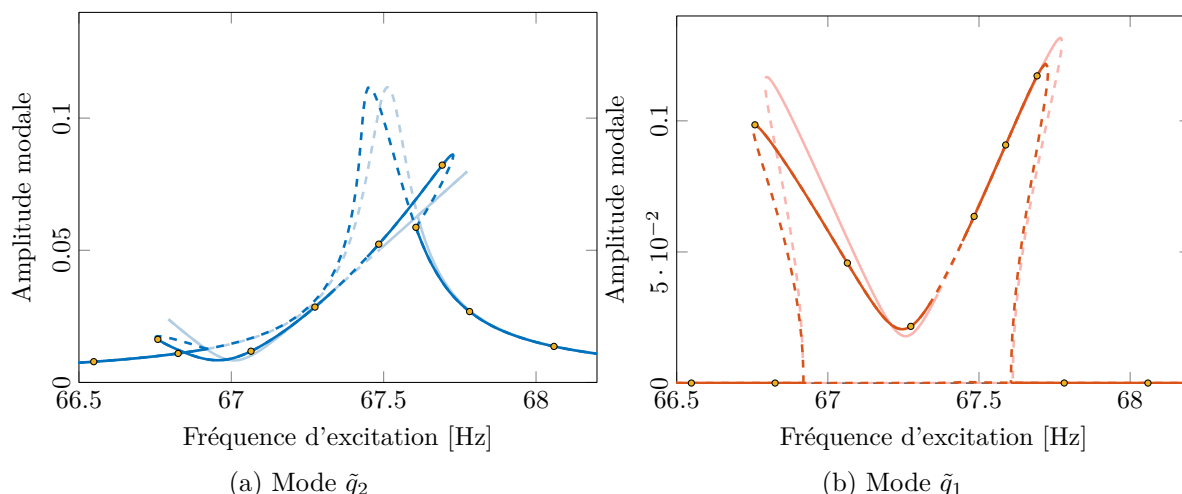 0.1
0.05
0
Amplitude modale
66.5 67 67.5 68
Fréquence d'excitation [Hz]
(a) Mode q̃₂
0.1
5 · 10⁻²
0
Amplitude modale
66.5 67 67.5 68
Fréquence d'excitation [Hz]
(b) Mode q̃₁